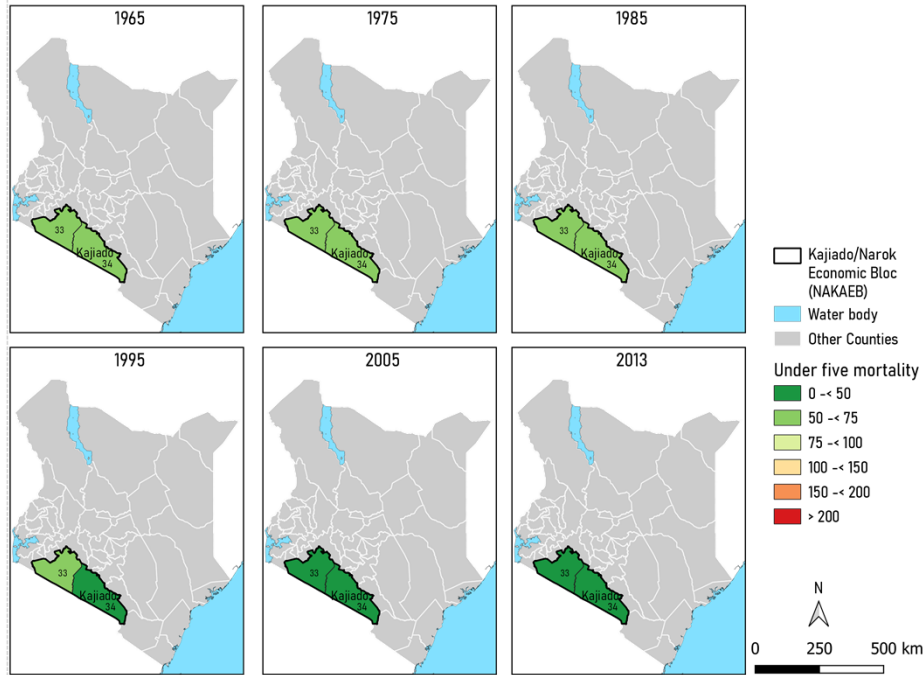 1965
1975
1985
33
Kajiado
34
33
Kajiado
34
33
Kajiado
34
1995
2005
2013
33
Kajiado
34
33
Kajiado
34
33
Kajiado
34
Kajiado/Narok
Economic Bloc
(NAKAEB)
Water body
Other Counties
Under five mortality
0 -< 50
50 -< 75
75 -< 100
100 -< 150
150 -< 200
> 200
N
0 250 500 km